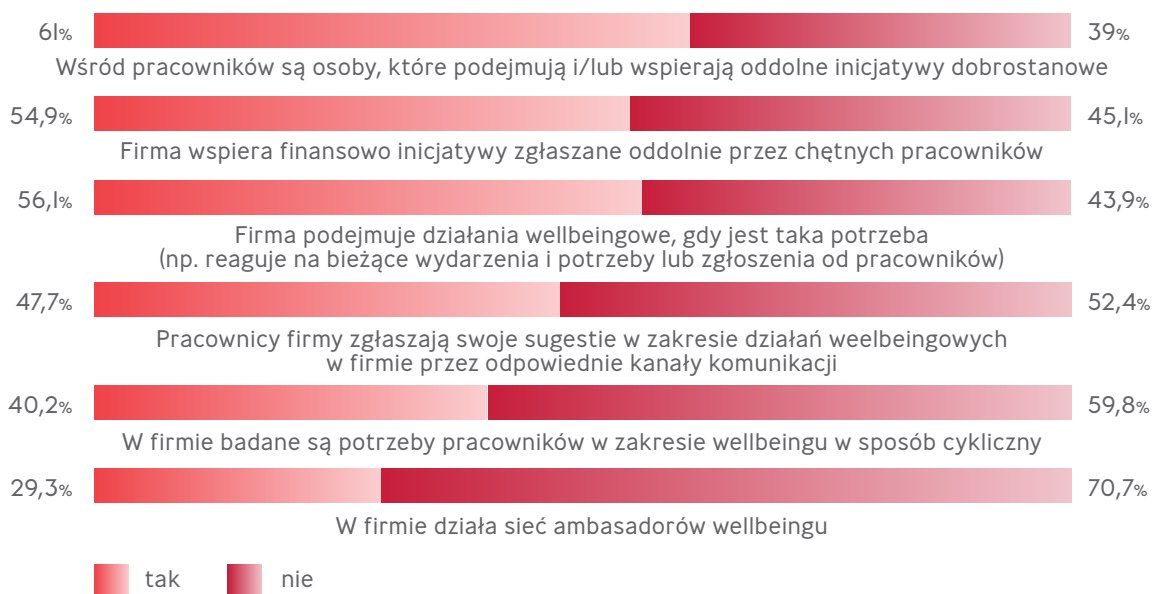 61% 39%
Wśród pracowników są osoby, które podejmują i/lub wspierają oddolne inicjatywy dobrostanowe
54,9% 45,1%
Firma wspiera finansowo inicjatywy zgłaszane oddolnie przez chętnych pracowników
56,1% 43,9%
Firma podejmuje działania wellbeingowe, gdy jest taka potrzeba
(np. reaguje na bieżące wydarzenia i potrzeby lub zgłoszenia od pracowników)
47,7% 52,4%
Pracownicy firmy zgłaszają swoje sugestie w zakresie działań weelbeingowych
w firmie przez odpowiednie kanały komunikacji
40,2% 59,8%
W firmie badane są potrzeby pracowników w zakresie wellbeingu w sposób cykliczny
29,3% 70,7%
W firmie działa sieć ambasadorów wellbeingu
tak nie